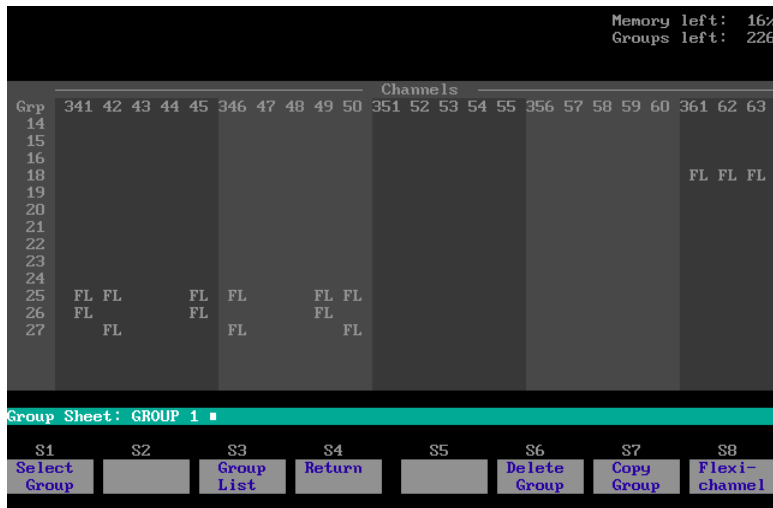 Memory left: 16%
Groups left: 226
Channels
Grp 341 42 43 44 45 346 47 48 49 50 351 52 53 54 55 356 57 58 59 60 361 62 63
14
15
16
18 FL FL FL
19
20
21
22
23
24
25 FL FL FL FL FL FL
26 FL FL FL
27 FL FL FL
Group Sheet: GROUP 1
S1 S2 S3 S4 S5 S6 S7 S8
Select Group Return Delete Copy Flexi-
Group List Group Group channel